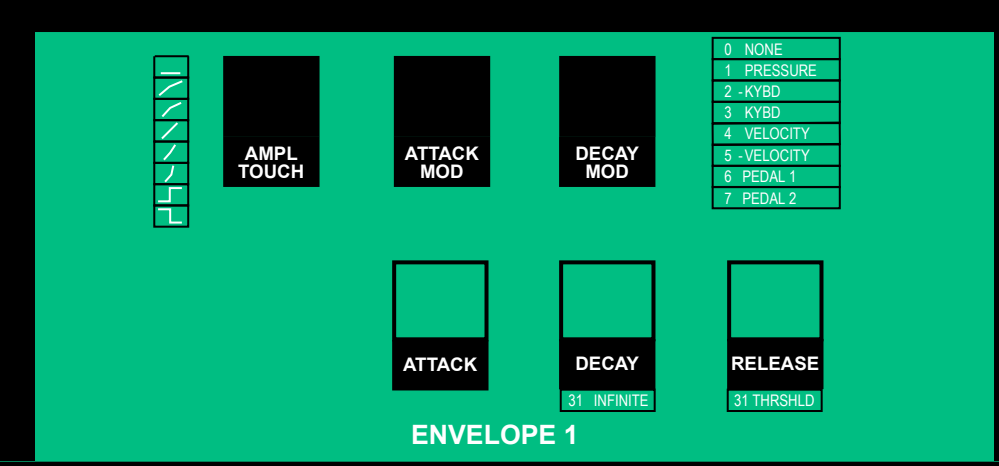 AMPL
TOUCH
ATTACK
MOD
DECAY
MOD
0 NONE
1 PRESSURE
2 -KYBD
3 KYBD
4 VELOCITY
5 -VELOCITY
6 PEDAL 1
7 PEDAL 2
ATTACK
DECAY
RELEASE
31 INFINITE
31 THRSHLD
ENVELOPE 1